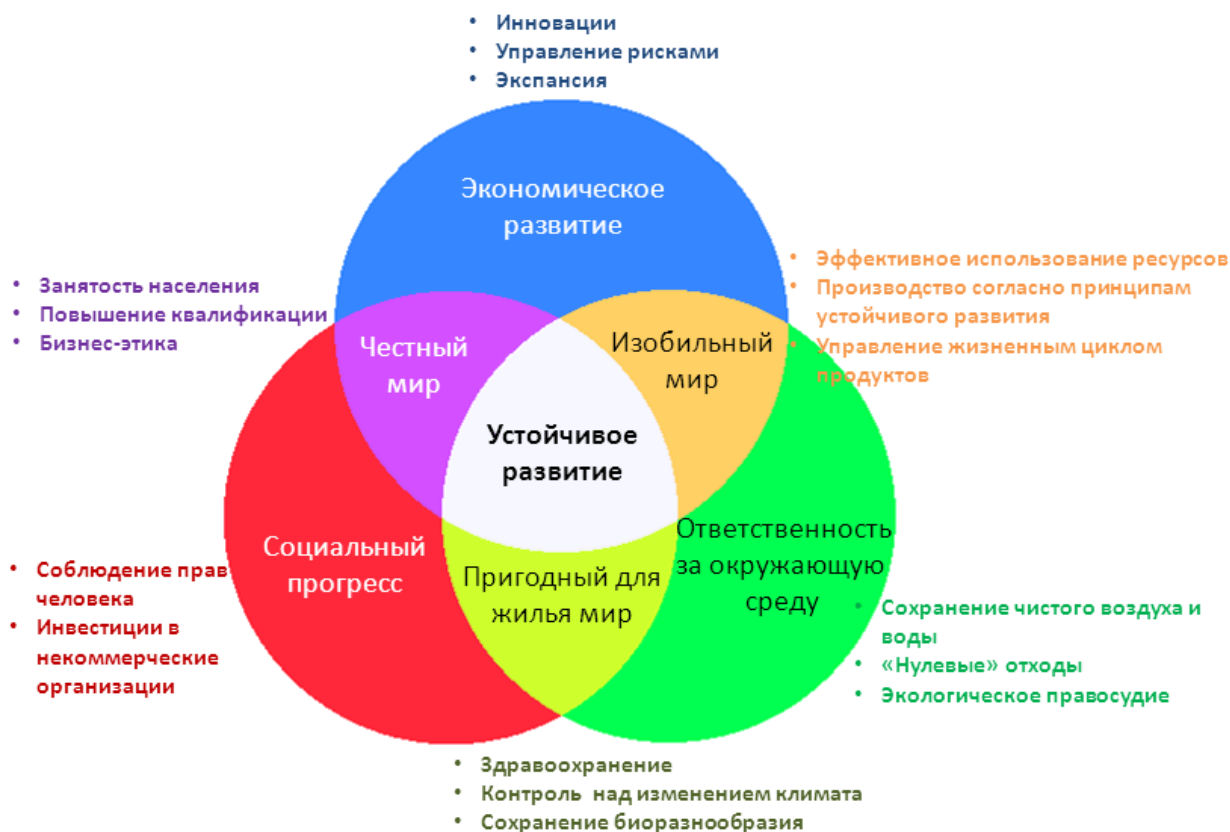 • Инновации
• Управление рисками
• Экспансия
Экономическое
развитие
• Занятость населения
• Повышение квалификации
• Бизнес-этика
• Эффективное использование ресурсов
• Производство согласно принципам
устойчивого развития
• Управление жизненным циклом
продуктов
Честный
мир
Изобильный
мир
Устойчивое
развитие
Социальный
прогресс
Пригодный для
жилья мир
Ответственность
за окружающую
среду
• Соблюдение прав
человека
• Инвестиции в
некоммерческие
организации
• Сохранение чистого воздуха и
воды
• «Нулевые» отходы
• Экологическое правосудие
• Здравоохранение
• Контроль над изменением климата
• Сохранение биоразнообразия